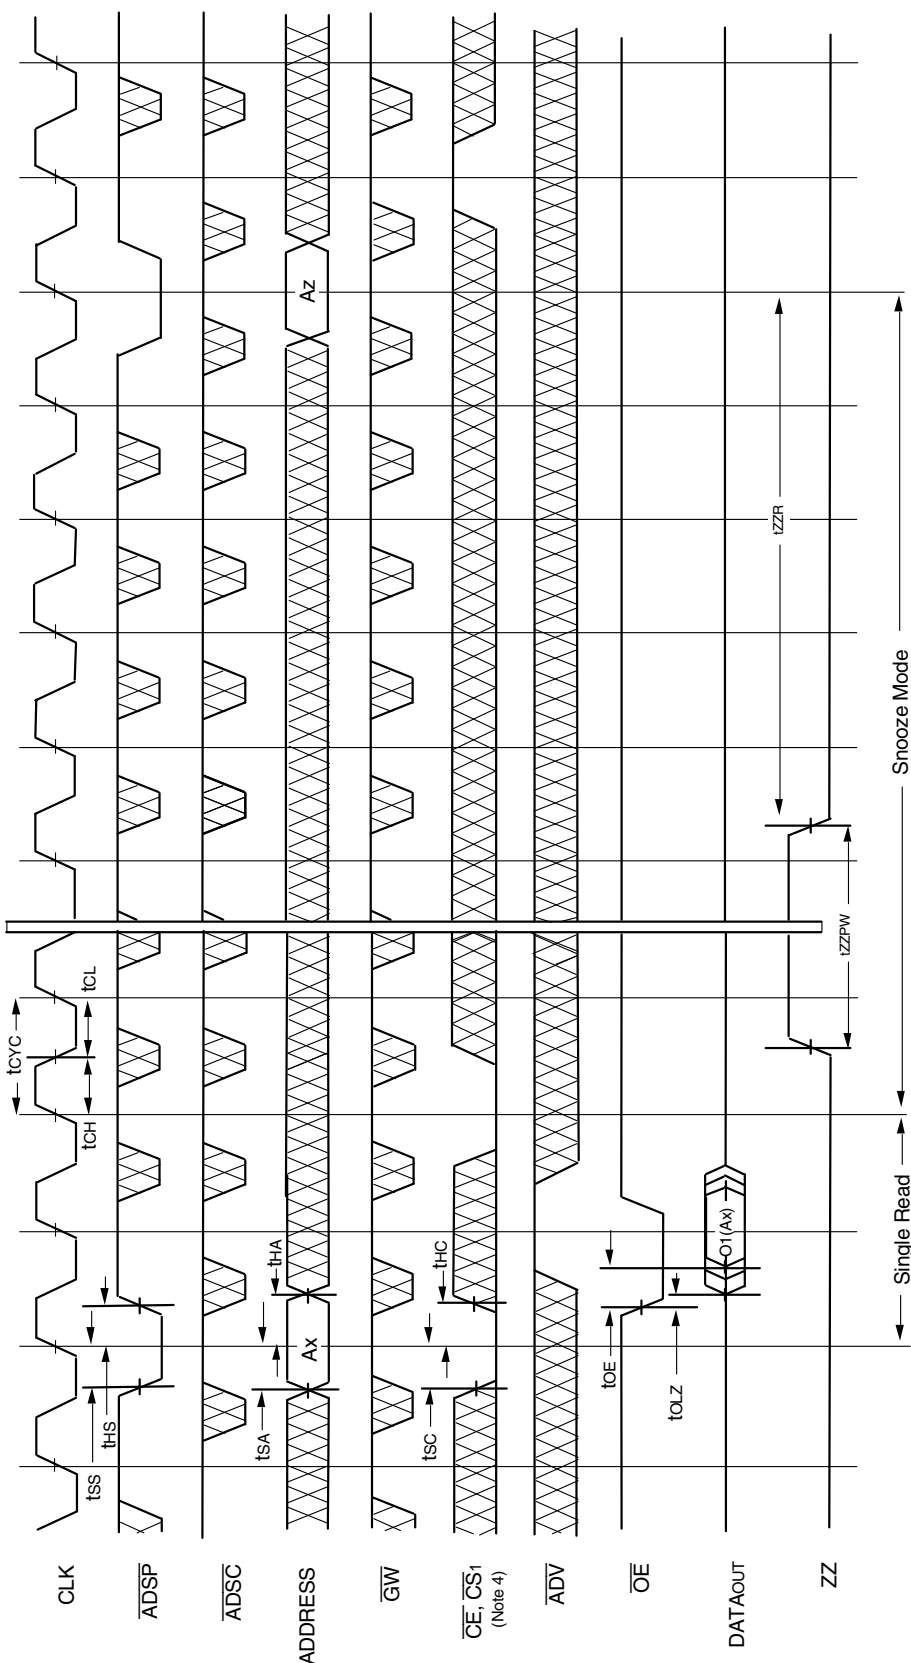 CLK
ADSP
ADSC
ADDRESS
GW
CE, CS1
(Note 4)
ADV
OE
DATAOUT
ZZ
tCYC
tCH
tCL
tSS
tHS
tSA
tHA
Ax
Az
tSC
tHC
tOE
tOLZ
O1(Ax)
tZZPW
tZZR
Single Read
Snooze Mode